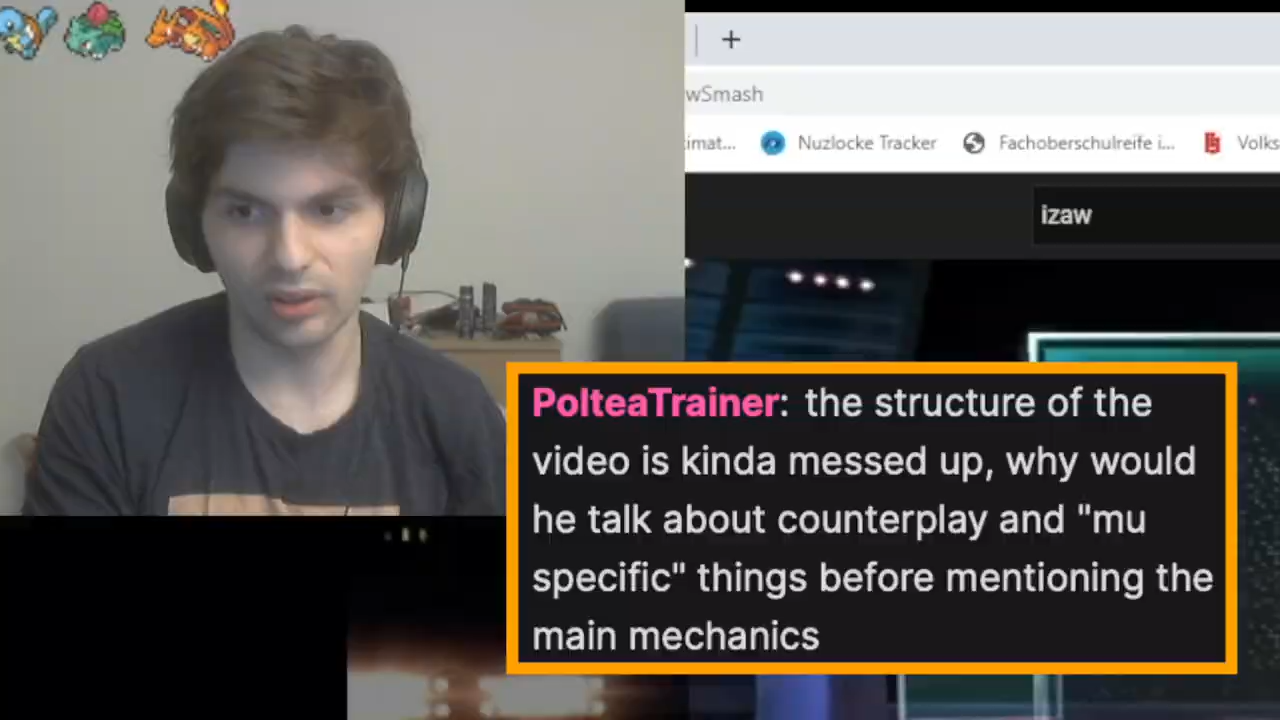 +
wSmash
imat...
Nuzlocke Tracker
Fachoberschulreife i...
Volks
izaw
PolteaTrainer: the structure of the
video is kinda messed up, why would
he talk about counterplay and "mu
specific" things before mentioning the
main mechanics